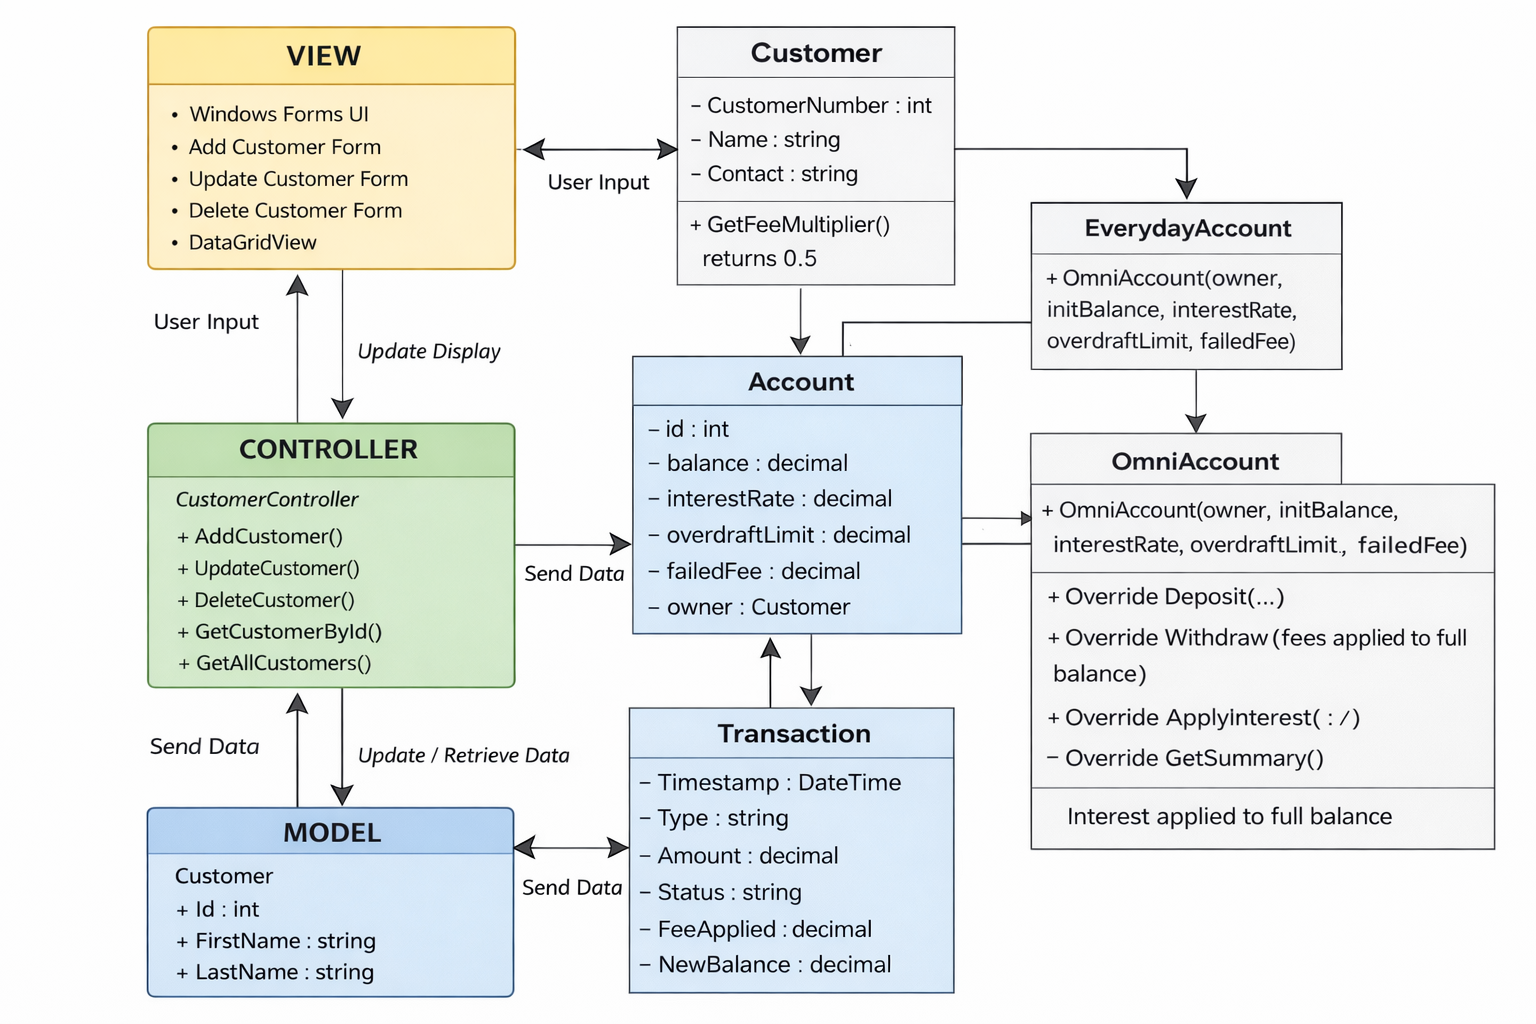 VIEW
• Windows Forms UI
• Add Customer Form
• Update Customer Form
• Delete Customer Form
• DataGridView
User Input
Customer
– CustomerNumber : int
– Name : string
– Contact : string
+ GetFeeMultiplier()
returns 0.5
EverydayAccount
+ OmniAccount(owner,
initBalance, interestRate,
overdraftLimit, failedFee)
User Input
Update Display
CONTROLLER
CustomerController
+ AddCustomer()
+ UpdateCustomer()
+ DeleteCustomer()
+ GetCustomerById()
+ GetAllCustomers()
Send Data
Account
– id : int
– balance : decimal
– interestRate : decimal
– overdraftLimit : decimal
– failedFee : decimal
– owner : Customer
OmniAccount
+ OmniAccount(owner, initBalance,
interestRate, overdraftLimit., failedFee)
+ Override Deposit(...)
+ Override Withdraw (fees applied to full
balance)
+ Override Applyinterest( : /)
– Override GetSummary()
Interest applied to full balance
Send Data
Update / Retrieve Data
MODEL
Customer
+ Id : int
+ FirstName : string
+ LastName : string
Send Data
Transaction
– Timestamp : DateTime
– Type : string
– Amount : decimal
– Status : string
– FeeApplied : decimal
– NewBalance : decimal